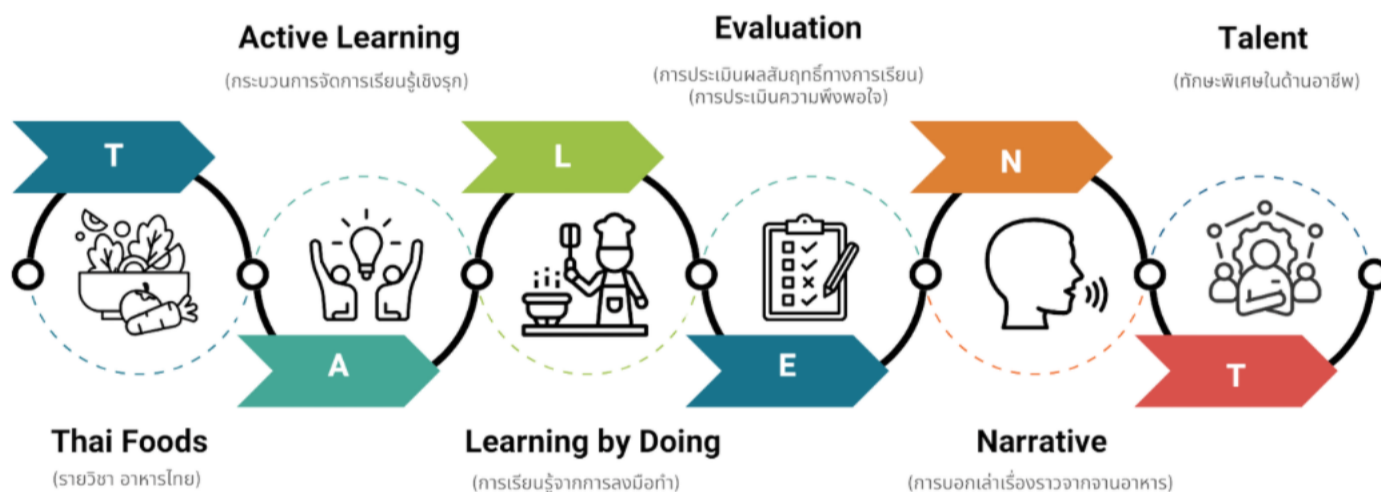 T
Thai Foods
(รายวิชา อาหารไทย)
Active Learning
(กระบวนการจัดการเรียนรู้เชิงรุก)
A
L
Learning by Doing
(การเรียนรู้จากการลงมือทำ)
Evaluation
(การประเมินผลสัมฤทธิ์ทางการเรียน)
(การประเมินความพึงพอใจ)
E
N
Narrative
(การบอกเล่าเรื่องราวจากจานอาหาร)
Talent
(ทักษะพิเศษในด้านอาชีพ)
T